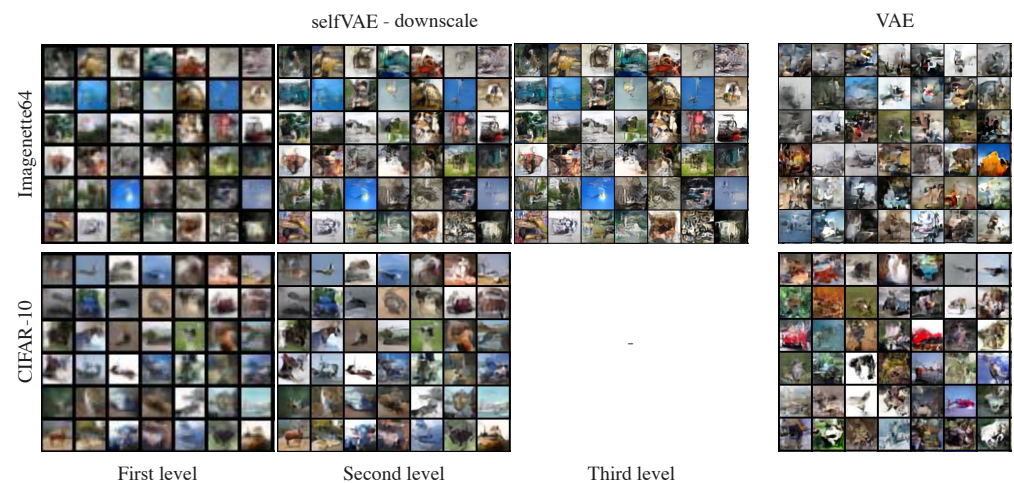 selfVAE - downscale
VAE
Imagenette64
CIFAR-10
-
First level
Second level
Third level